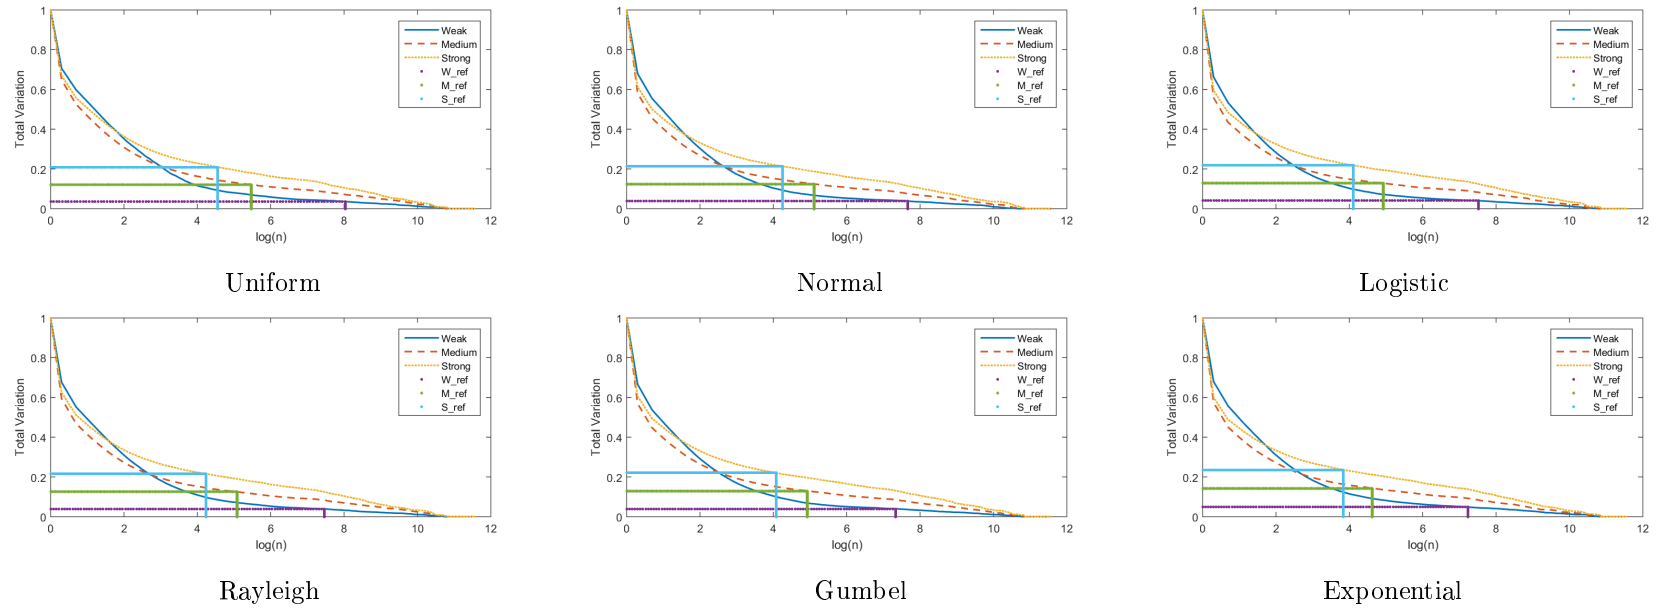 1
0.8
0.6
0.4
0.2
0
Total Variation
0 2 4 6 8 10 12
log(n)
Weak
Medium
Strong
W_ref
M_ref
S_ref
Uniform
1
0.8
0.6
0.4
0.2
0
Total Variation
0 2 4 6 8 10 12
log(n)
Weak
Medium
Strong
W_ref
M_ref
S_ref
Normal
1
0.8
0.6
0.4
0.2
0
Total Variation
0 2 4 6 8 10 12
log(n)
Weak
Medium
Strong
W_ref
M_ref
S_ref
Logistic
1
0.8
0.6
0.4
0.2
0
Total Variation
0 2 4 6 8 10 12
log(n)
Weak
Medium
Strong
W_ref
M_ref
S_ref
Rayleigh
1
0.8
0.6
0.4
0.2
0
Total Variation
0 2 4 6 8 10 12
log(n)
Weak
Medium
Strong
W_ref
M_ref
S_ref
Gumbel
1
0.8
0.6
0.4
0.2
0
Total Variation
0 2 4 6 8 10 12
log(n)
Weak
Medium
Strong
W_ref
M_ref
S_ref
Exponential